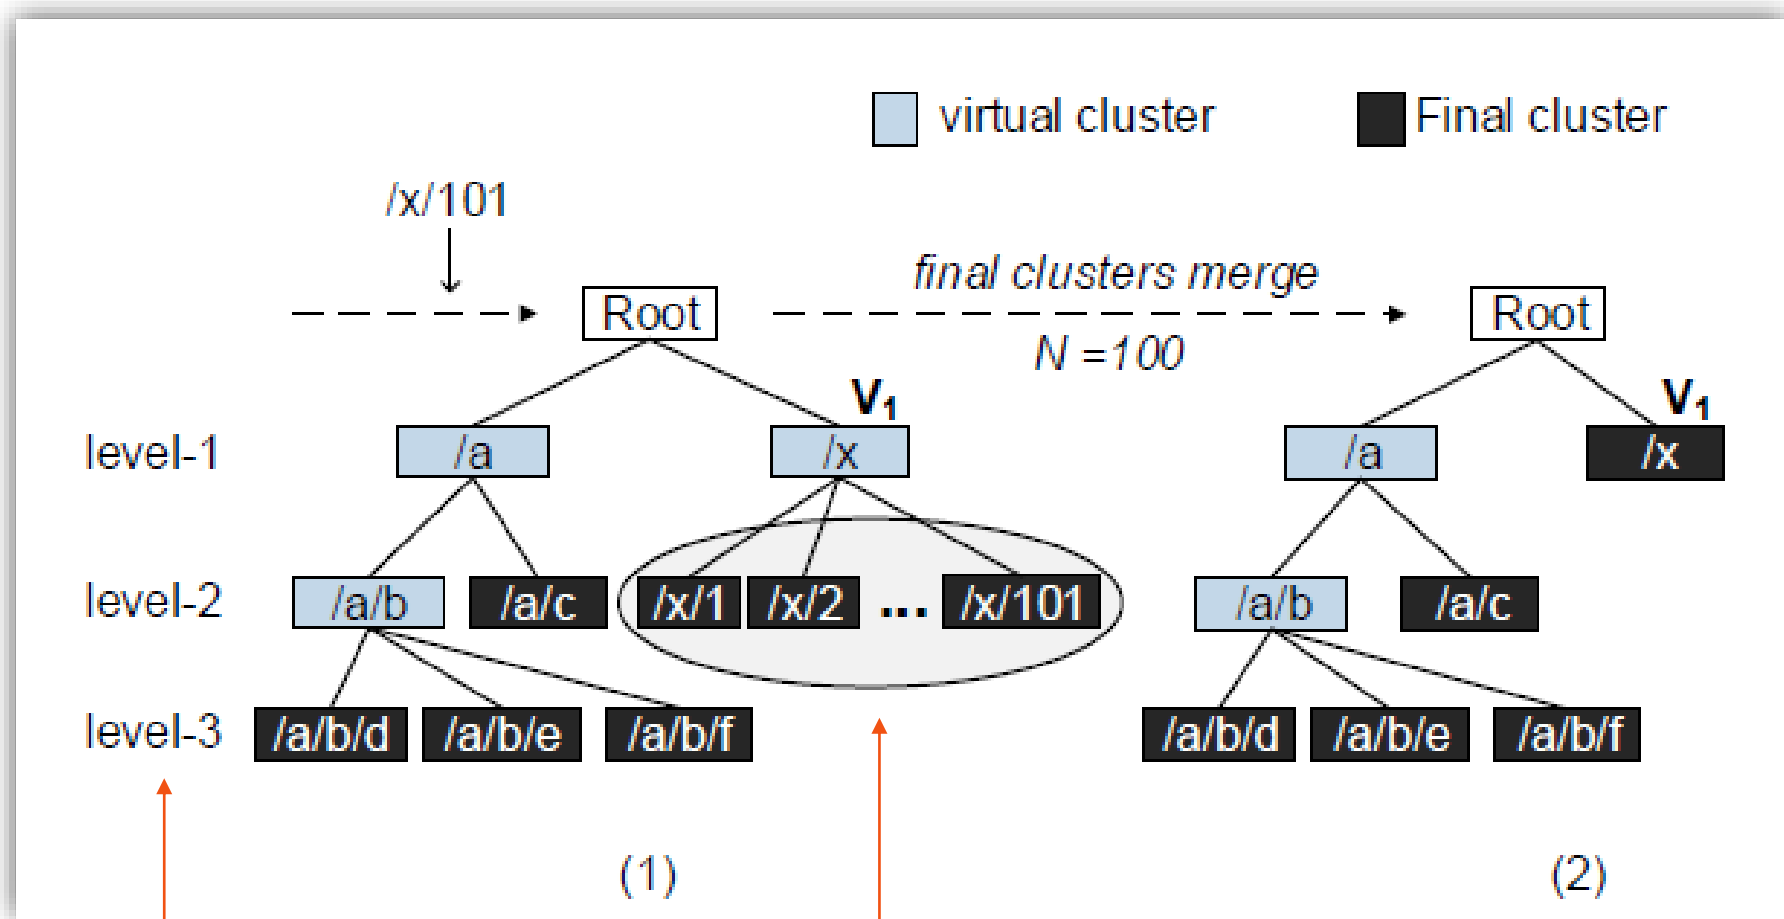 virtual cluster
Final cluster
/x/101
final clusters merge
Root
Root
N =100
V1
V1
level-1
/a
/x
/a
/x
level-2
/a/b
/a/c
/x/1
/x/2
...
/x/101
/a/b
/a/c
level-3
/a/b/d
/a/b/e
/a/b/f
/a/b/d
/a/b/e
/a/b/f
(1)
(2)